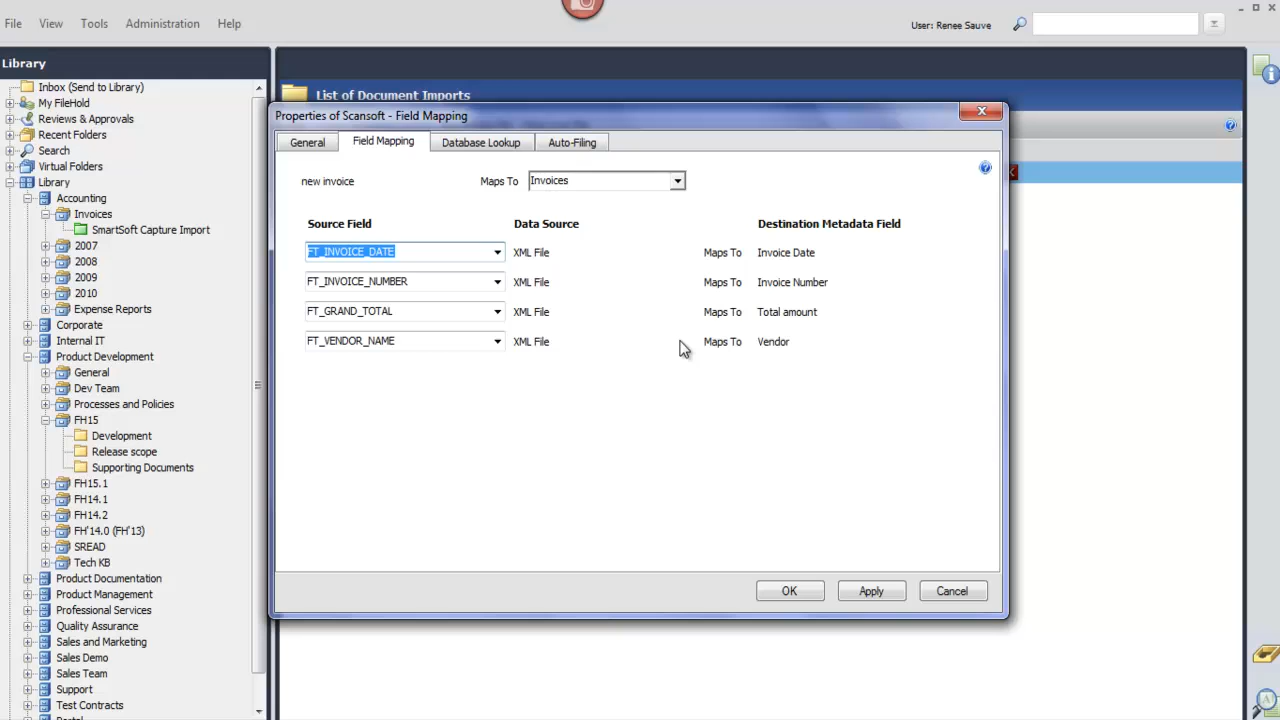 File View Tools Administration Help
User: Renee Sauve
Library
List of Document Imports
Inbox (Send to Library)
My FileHold
Reviews & Approvals
Recent Folders
Search
Virtual Folders
Library
Accounting
Invoices
SmartSoft Capture Import
2007
2008
2009
2010
Expense Reports
Corporate
Internal IT
Product Development
General
Dev Team
Processes and Policies
FH15
Development
Release scope
Supporting Documents
FH15.1
FH14.1
FH14.2
FH'14.0 (FH'13)
SREAD
Tech KB
Product Documentation
Product Management
Professional Services
Quality Assurance
Sales and Marketing
Sales Demo
Sales Team
Support
Test Contracts
Properties of Scansoft - Field Mapping
General Field Mapping Database Lookup Auto-Filing
new invoice Maps To Invoices
Source Field Data Source Destination Metadata Field
FT_INVOICE_DATE XML File Maps To Invoice Date
FT_INVOICE_NUMBER XML File Maps To Invoice Number
FT_GRAND_TOTAL XML File Maps To Total amount
FT_VENDOR_NAME XML File Maps To Vendor
OK Apply Cancel